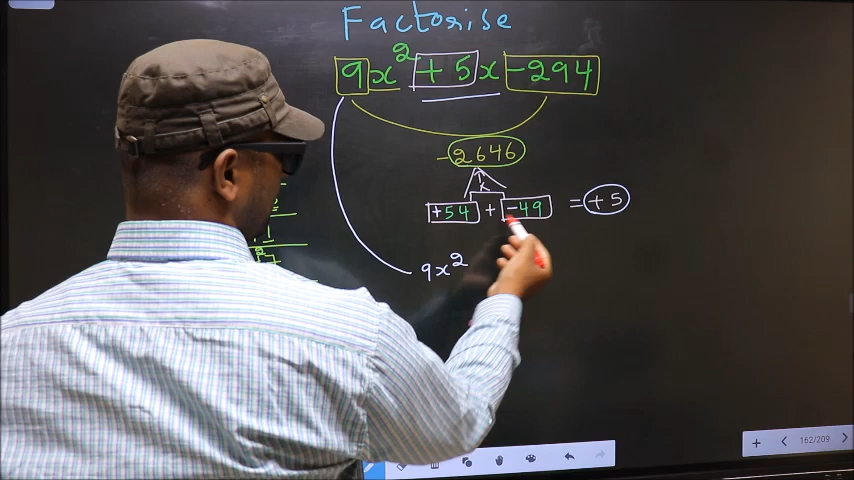 Factorise
9x² + 5x - 294
- 2646
x
+54 + -49 = +5
9x²
162/209